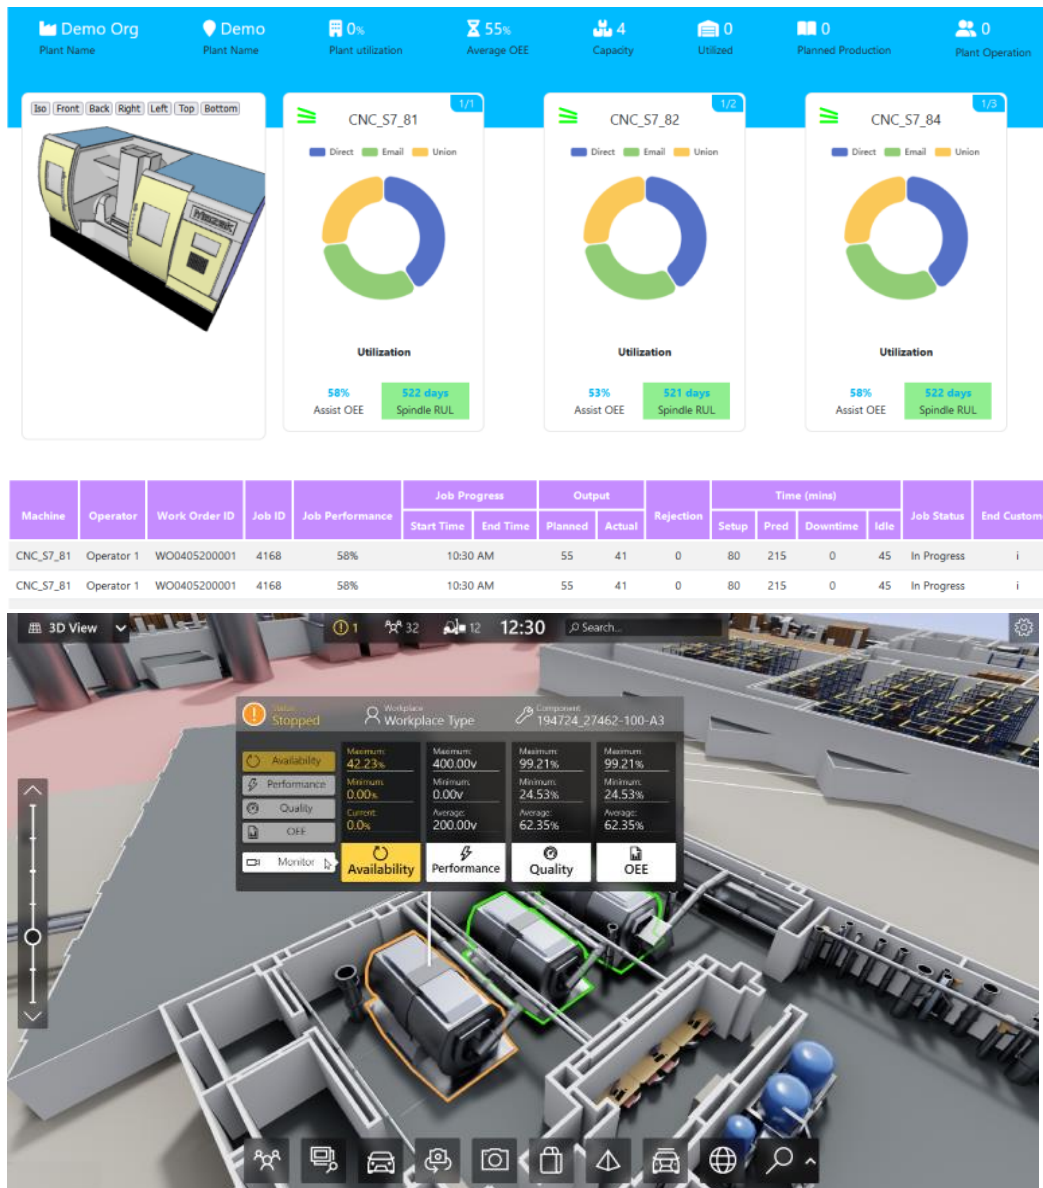 Demo Org Demo 0% 55% 4 0 0 0
Plant Name Plant Name Plant utilization Average OEE Capacity Utilized Planned Production Plant Operation
Iso Front Back Right Left Top Bottom
1/1
CNC_S7_81
Direct Email Union
Utilization
58% 522 days
Assist OEE Spindle RUL
1/2
CNC_S7_82
Direct Email Union
Utilization
53% 521 days
Assist OEE Spindle RUL
1/3
CNC_S7_84
Direct Email Union
Utilization
58% 522 days
Assist OEE Spindle RUL
Job Progress Output Time (mins)
Machine Operator Work Order ID Job ID Job Performance Rejection Job Status End Custom
Start Time End Time Planned Actual Setup Pred Downtime Idle
CNC_S7_81 Operator 1 WO0405200001 4168 58% 10:30 AM 55 41 0 80 215 0 45 In Progress i
CNC_S7_81 Operator 1 WO0405200001 4168 58% 10:30 AM 55 41 0 80 215 0 45 In Progress i
3D View 1 32 12 12:30 Search...
Status
Stopped
Workplace
Workplace Type
Component
194724_27462-100-A3
Availability
Performance
Quality
OEE
Monitor
Maximum: Maximum: Maximum: Maximum:
42.23% 400.00v 99.21% 99.21%
Minimum: Minimum: Minimum: Minimum:
0.00% 0.00v 24.53% 24.53%
Current: Average: Average: Average:
0.0% 200.00v 62.35% 62.35%
Availability Performance Quality OEE